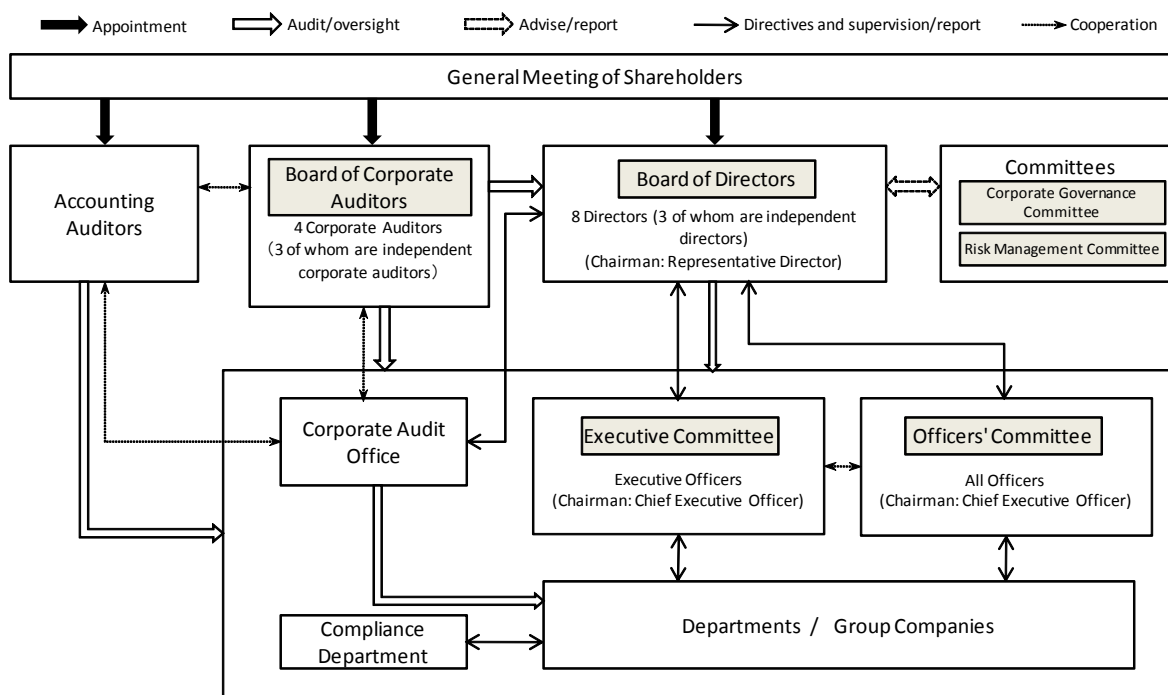 Appointment
Audit/oversight
Advise/report
Directives and supervision/report
Cooperation
General Meeting of Shareholders
Accounting
Auditors
Board of Corporate
Auditors
4 Corporate Auditors
（3 of whom are independent
corporate auditors）
Board of Directors
8 Directors (3 of whom are independent
directors)
(Chairman: Representative Director)
Committees
Corporate Governance
Committee
Risk Management Committee
Corporate Audit
Office
Executive Committee
Executive Officers
(Chairman: Chief Executive Officer)
Officers' Committee
All Officers
(Chairman: Chief Executive Officer)
Compliance
Department
Departments / Group Companies